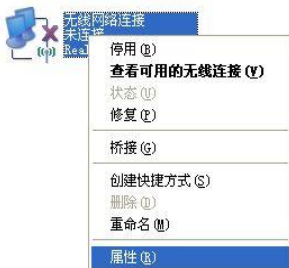 无线网络连接
未连
Real
停用(B)
查看可用的无线连接(V)
状态(U)
修复(P)
桥接(G)
创建快捷方式(S)
删除(D)
重命名(M)
属性(R)